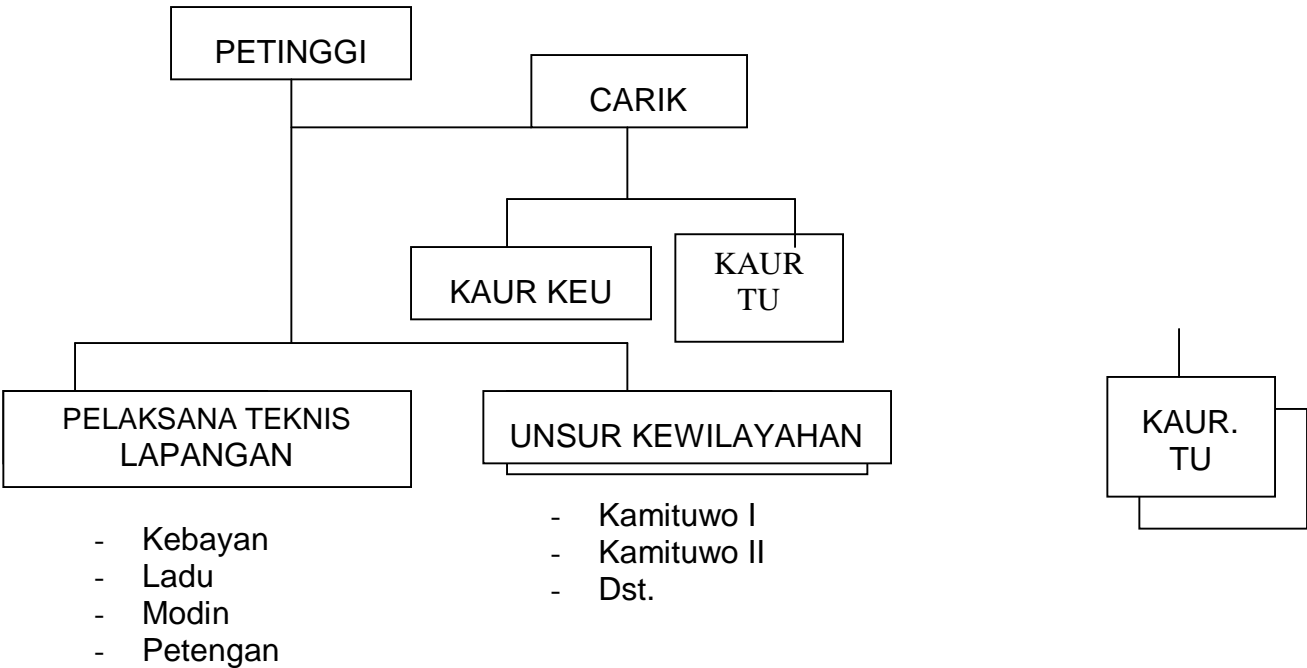 PETINGGI
CARIK
KAUR KEU
KAUR
TU
PELAKSANA TEKNIS
LAPANGAN
UNSUR KEWILAYAHAN
KAUR.
TU
- Kebayan
- Ladu
- Modin
- Petengan
- Kamituwo I
- Kamituwo II
- Dst.